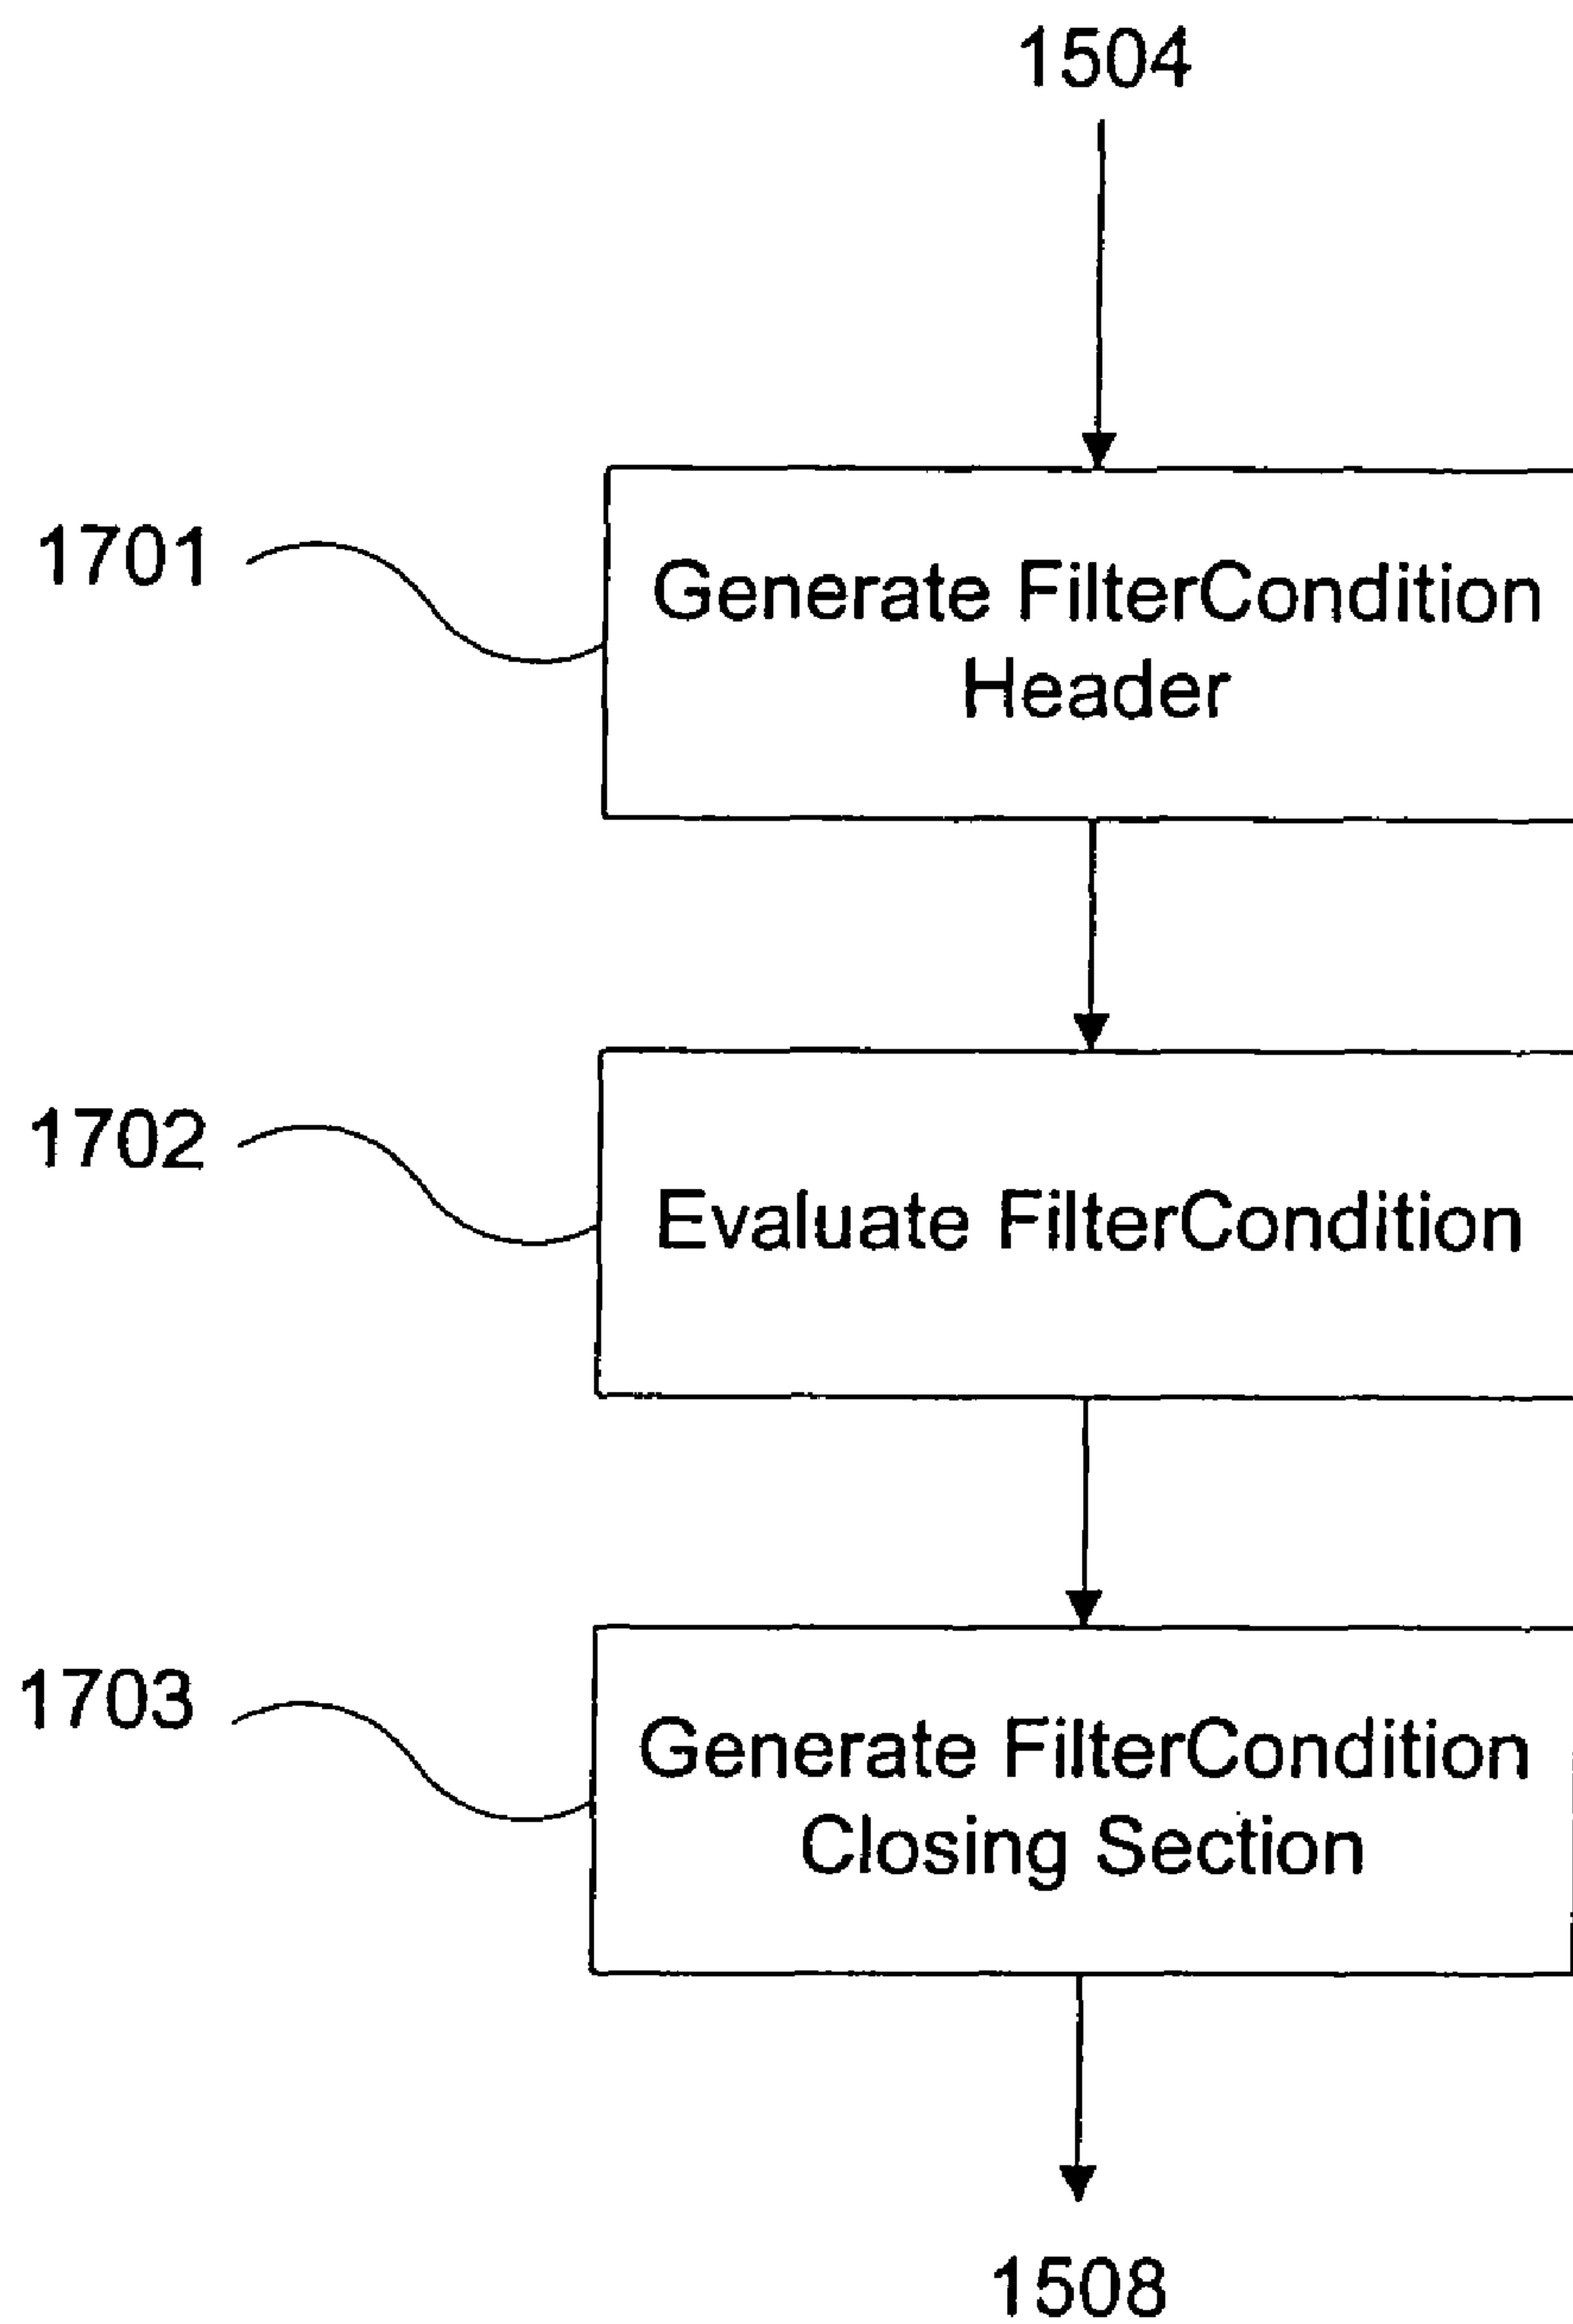 1504
1701
Generate FilterCondition
Header
1702
Evaluate FilterCondition
1703
Generate FilterCondition
Closing Section
1508